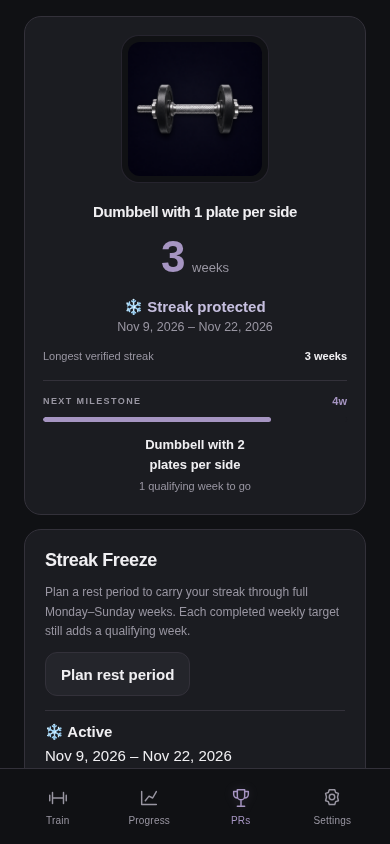 Dumbbell with 1 plate per side
3 weeks
❄️ Streak protected
Nov 9, 2026 – Nov 22, 2026
Longest verified streak 3 weeks
NEXT MILESTONE 4w
Dumbbell with 2
plates per side
1 qualifying week to go
Streak Freeze
Plan a rest period to carry your streak through full
Monday–Sunday weeks. Each completed weekly target
still adds a qualifying week.
Plan rest period
❄️ Active
Nov 9, 2026 – Nov 22, 2026
Train Progress PRs Settings